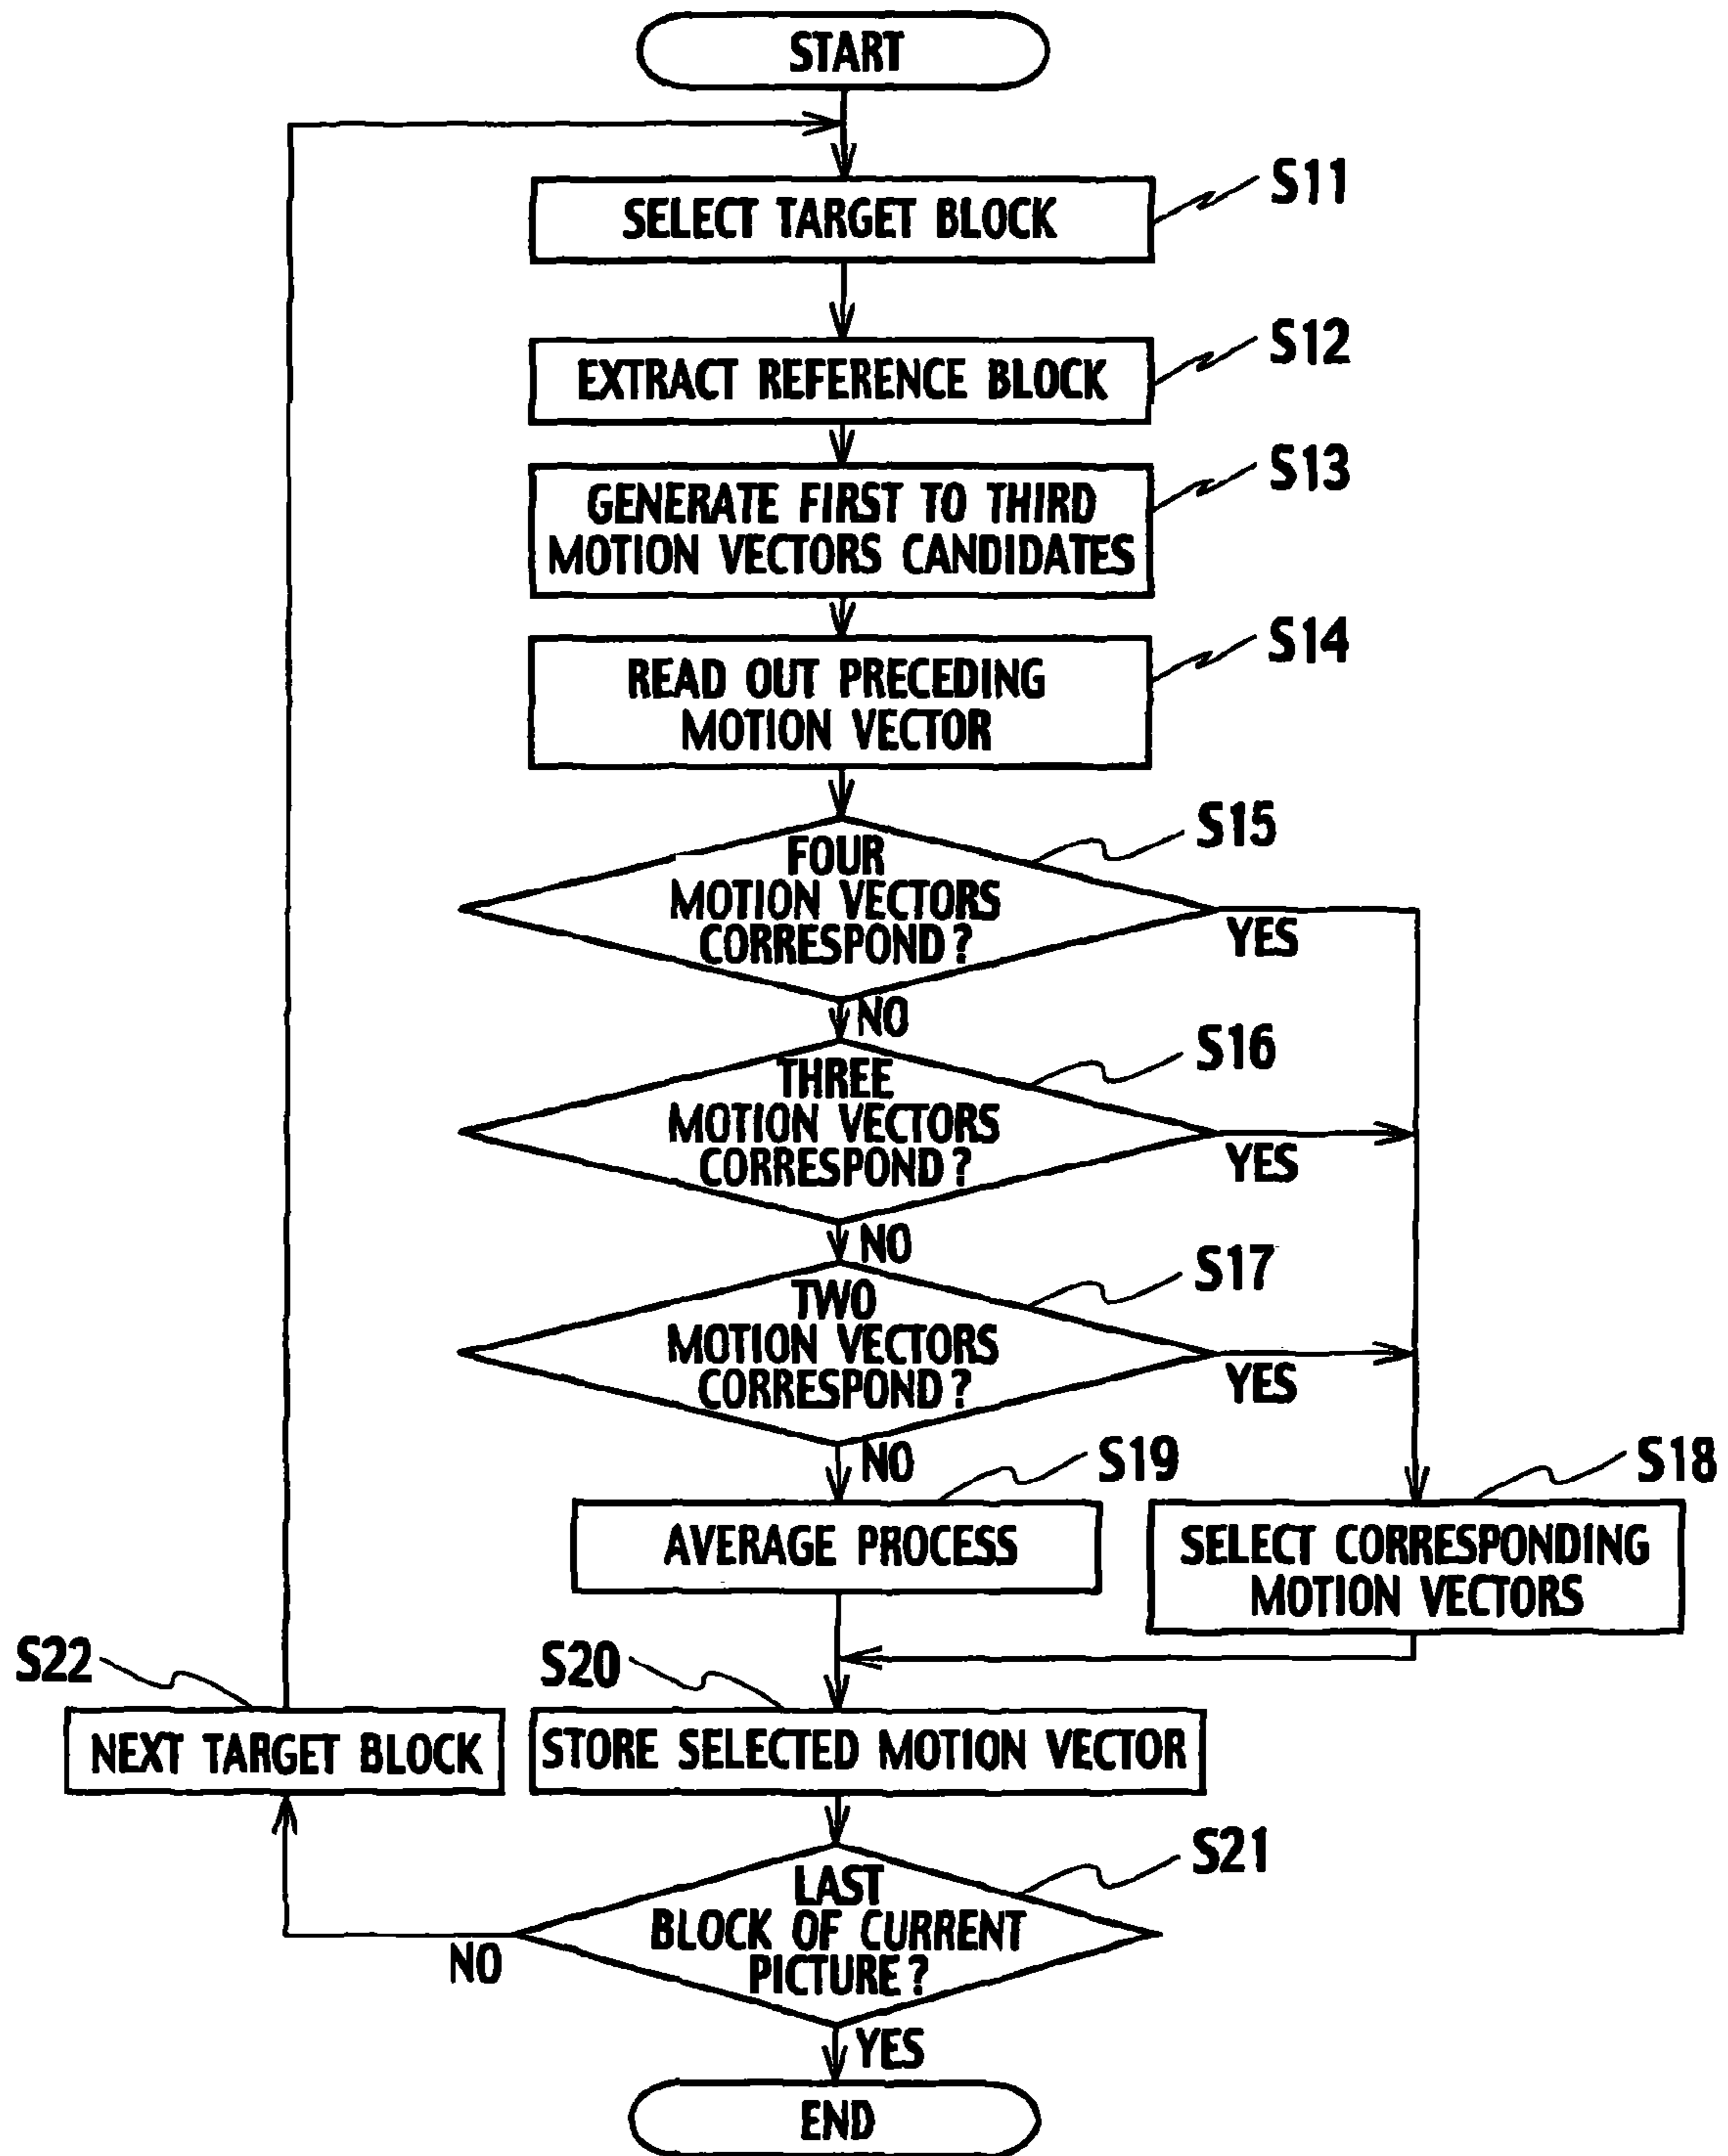 START
SELECT TARGET BLOCK
S11
EXTRACT REFERENCE BLOCK
S12
GENERATE FIRST TO THIRD
MOTION VECTORS CANDIDATES
S13
READ OUT PRECEDING
MOTION VECTOR
S14
FOUR
MOTION VECTORS
CORRESPOND?
S15
YES
NO
THREE
MOTION VECTORS
CORRESPOND?
S16
YES
NO
TWO
MOTION VECTORS
CORRESPOND?
S17
YES
NO
S19
AVERAGE PROCESS
S18
SELECT CORRESPONDING
MOTION VECTORS
S22
NEXT TARGET BLOCK
S20
STORE SELECTED MOTION VECTOR
S21
LAST
BLOCK OF CURRENT
PICTURE?
NO
YES
END